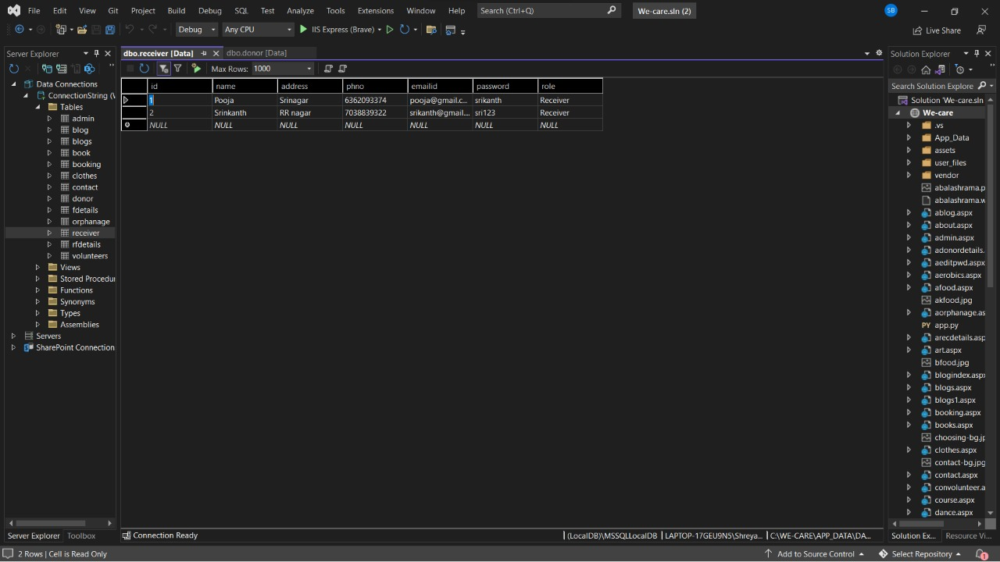 File Edit View Git Project Build Debug SQL Test Analyze Tools Extensions Window Help Search (Ctrl+Q) We-care.sln (2) SB
Debug Any CPU IIS Express (Brave) Live Share
Server Explorer
dbo.receiver [Data] dbo.donor [Data]
Max Rows: 1000
id name address phno emailid password role
1 Pooja Srinagar 6362093374 pooja@gmail.c... srikanth Receiver
2 Srinkanth RR nagar 7038839322 srikanth@gmail.... sri123 Receiver
NULL NULL NULL NULL NULL NULL NULL
Data Connections
ConnectionString (V
Tables
admin
blog
blogs
book
booking
clothes
contact
donor
fdetails
orphanage
receiver
rfdetails
volunteers
Views
Stored Procedu
Functions
Synonyms
Types
Assemblies
Servers
SharePoint Connection
Server Explorer Toolbox
Solution Explorer
Search Solution Explore
Solution 'We-care.sln
We-care
.vs
App_Data
assets
user_files
vendor
abalashrama.p
abalashrama.w
ablog.aspx
about.aspx
admin.aspx
adonordetails.
aeditpwd.aspx
aerobics.aspx
afood.aspx
akfood.jpg
aorphanage.as
PY app.py
arecdetails.asp
art.aspx
bfood.jpg
blogindex.aspx
blogs.aspx
blogs1.aspx
booking.aspx
books.aspx
choosing-bg.jp
clothes.aspx
contact-bg.jpg
contact.aspx
convolunteer.a
course.aspx
dance.aspx
Solution Ex... Resource Vi...
Connection Ready (LocalDB)\MSSQLLocalDB LAPTOP-17GEU9N5\Shreya... C:\WE-CARE\APP_DATA\DA...
2 Rows | Cell is Read Only Add to Source Control Select Repository 1